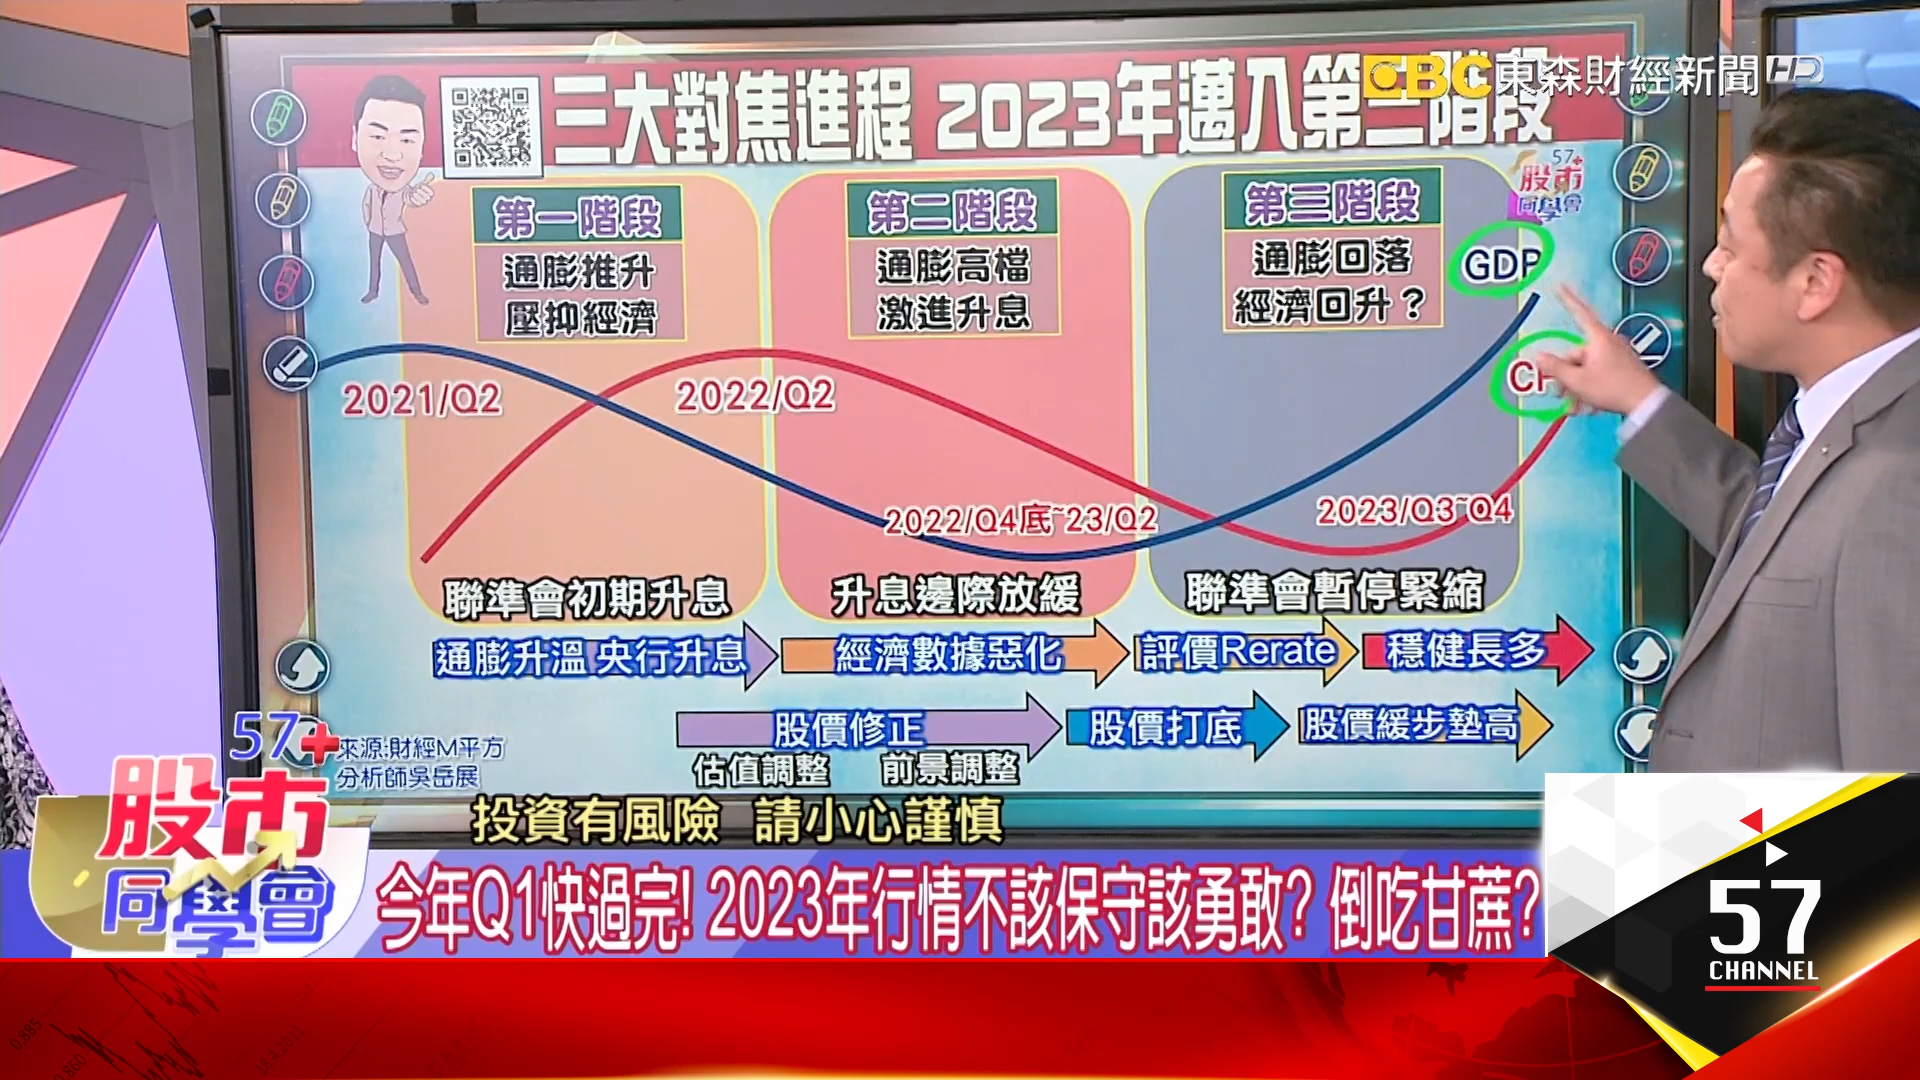 EBC東森財經新聞HD
三大對焦進程 2023年邁入第三階段
57+
股市
同學會
第一階段
通膨推升
壓抑經濟
第二階段
通膨高檔
激進升息
第三階段
通膨回落
經濟回升？
GDP
2021/Q2
2022/Q2
2022/Q4底~23/Q2
2023/Q3~Q4
聯準會初期升息
升息邊際放緩
聯準會暫停緊縮
通膨升溫 央行升息
經濟數據惡化
評價Rerate
穩健長多
股價修正
股價打底
股價緩步墊高
估值調整
前景調整
來源:財經M平方
分析師吳岳展
投資有風險 請小心謹慎
57+
股市
同學會
今年Q1快過完! 2023年行情不該保守該勇敢? 倒吃甘蔗?
57
CHANNEL